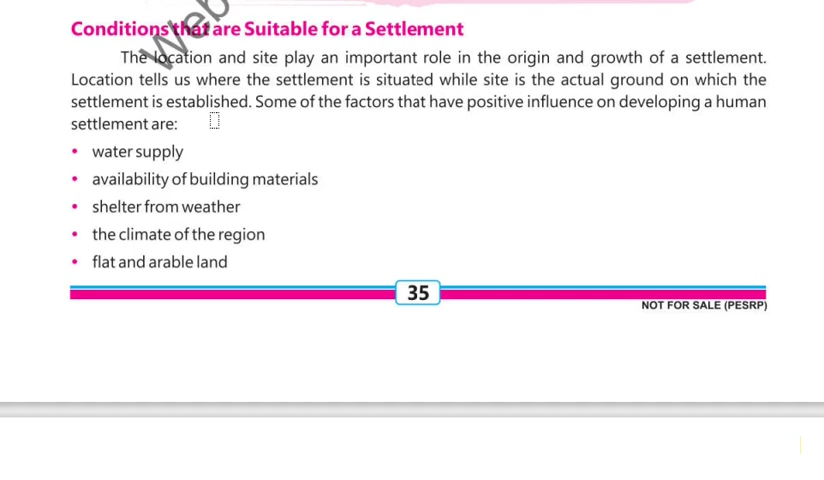 Conditions that are Suitable for a Settlement
The location and site play an important role in the origin and growth of a settlement.
Location tells us where the settlement is situated while site is the actual ground on which the
settlement is established. Some of the factors that have positive influence on developing a human
settlement are:
• water supply
• availability of building materials
• shelter from weather
• the climate of the region
• flat and arable land
35
NOT FOR SALE (PESRP)
Web